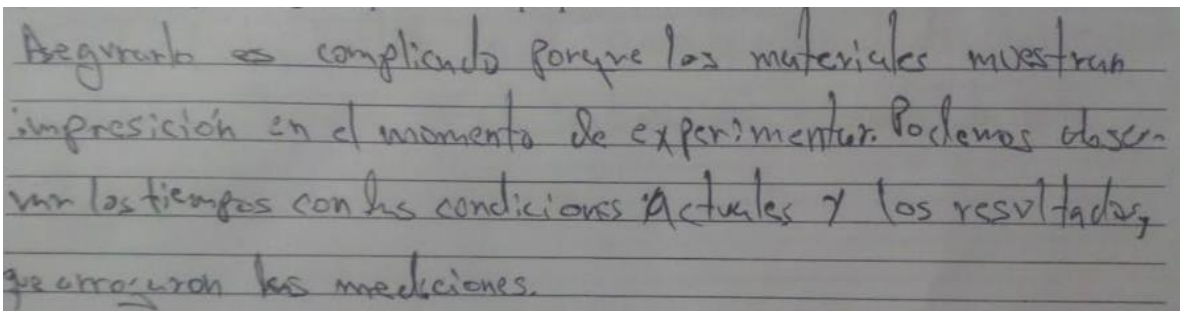 Asegurarlo es complicado porque los materiales muestran
impresición en el momento de experimentar. Podemos obser-
var los tiempos con las condiciones Actuales y los resultados,
que arrojaron las mediciones.